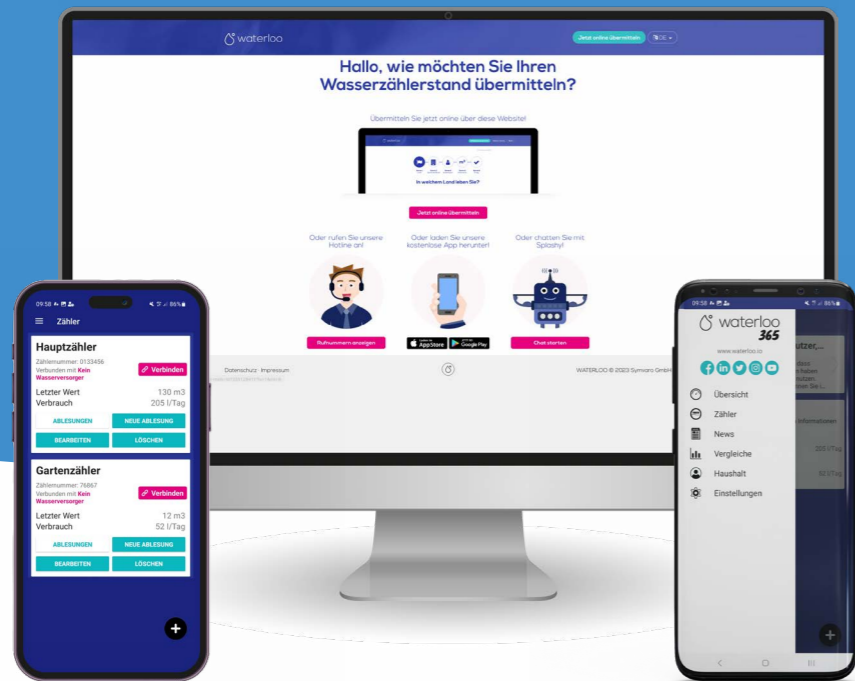 waterloo
Jetzt online übermitteln
DE
Hallo, wie möchten Sie Ihren
Wasserzählerstand übermitteln?
Übermitteln Sie jetzt online über diese Website!
In welchem Land leben Sie?
Jetzt online übermitteln
Oder rufen Sie unsere
Hotline an!
Oder laden Sie unsere
kostenlose App herunter!
Oder chatten Sie mit
Splashy!
Rufnummern anzeigen
App Store
Google Play
Chat starten
Datenschutz · Impressum
WATERLOO © 2023 Symvaro GmbH
09:58
86%
Zähler
Hauptzähler
Zählernummer: 0133456
Verbunden mit Kein
Wasserversorger
Verbinden
Letzter Wert 130 m3
Verbrauch 205 l/Tag
ABLESUNGEN NEUE ABLESUNG
BEARBEITEN LÖSCHEN
Gartenzähler
Zählernummer: 76867
Verbunden mit Kein
Wasserversorger
Verbinden
Letzter Wert 12 m3
Verbrauch 52 l/Tag
ABLESUNGEN NEUE ABLESUNG
BEARBEITEN LÖSCHEN
09:58
86%
waterloo
365
Übersicht
Zähler
News
Vergleiche
Haushalt
Einstellungen
utzer,...
dass
n haben
nutzen.
Informationen
205 l/Tag
52 l/Tag